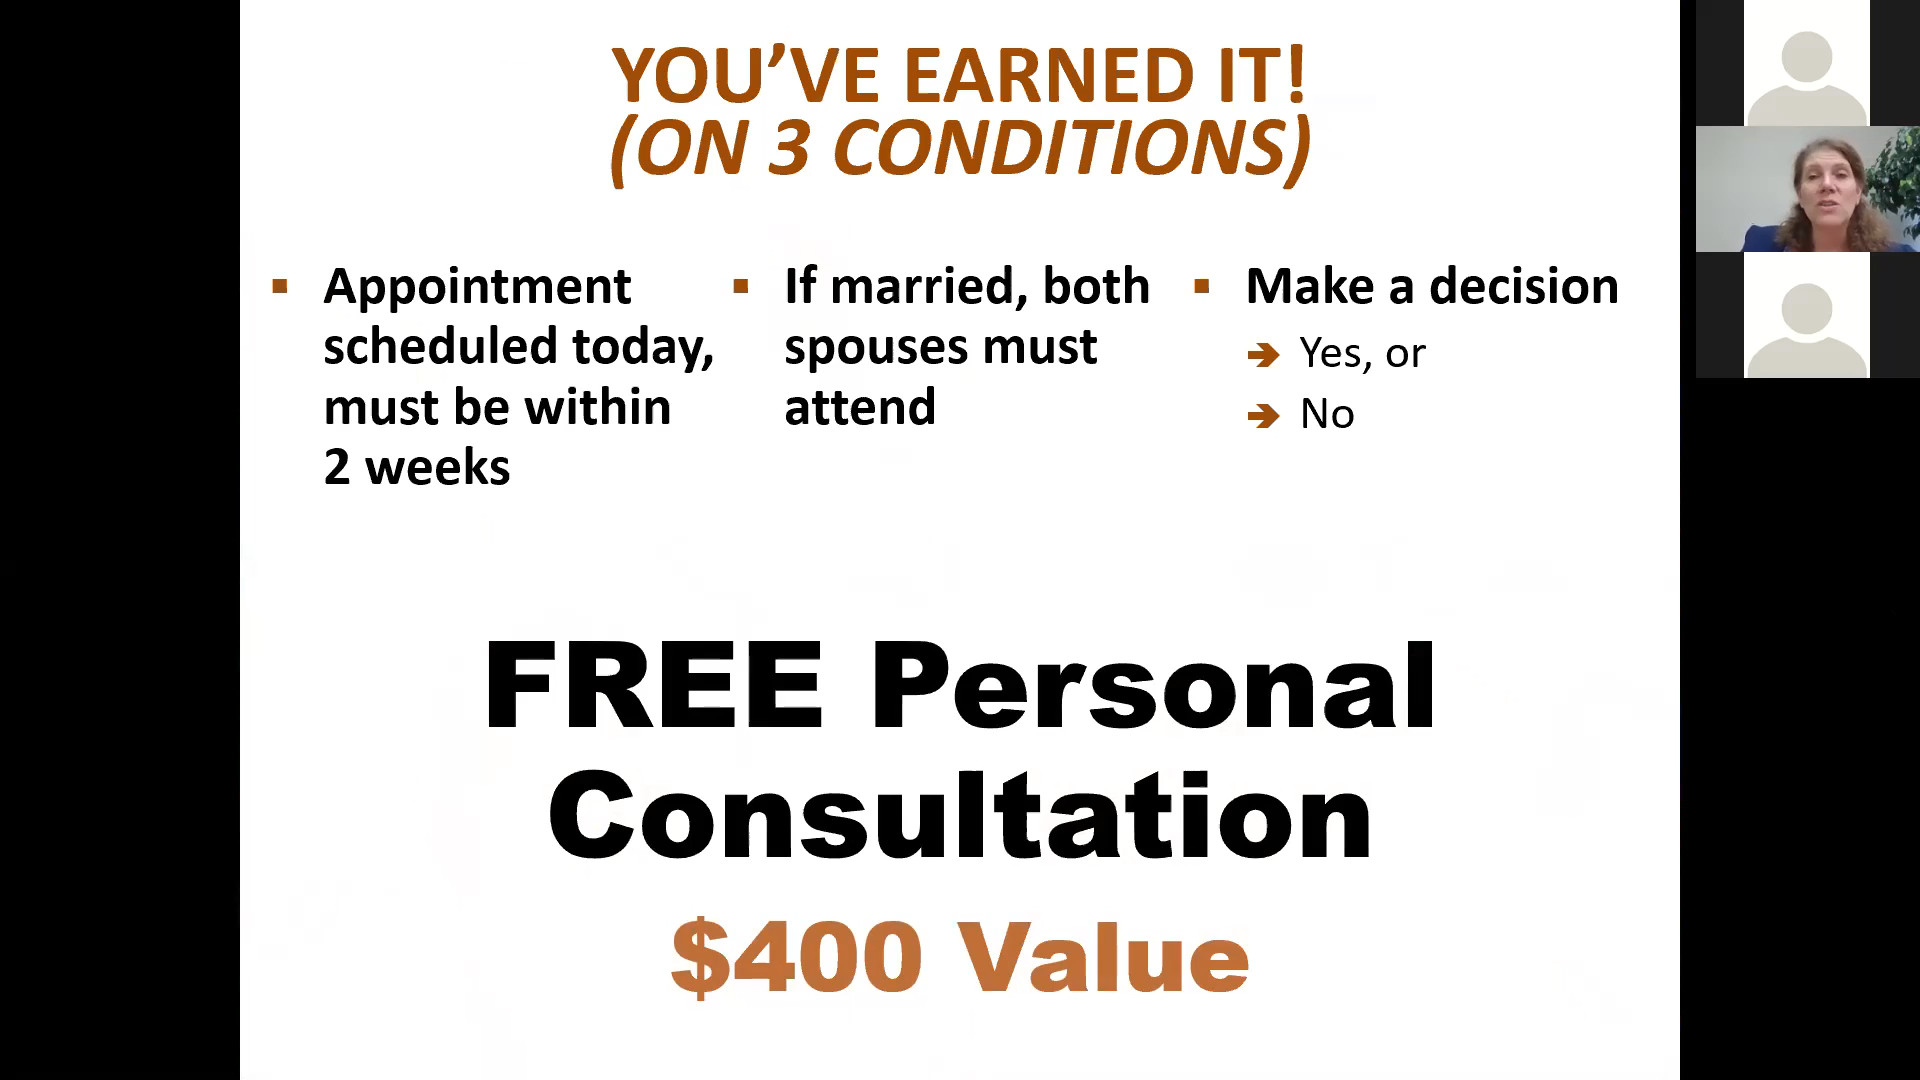 YOU’VE EARNED IT!
(ON 3 CONDITIONS)
Appointment
scheduled today,
must be within
2 weeks
If married, both
spouses must
attend
Make a decision
Yes, or
No
FREE Personal
Consultation
$400 Value